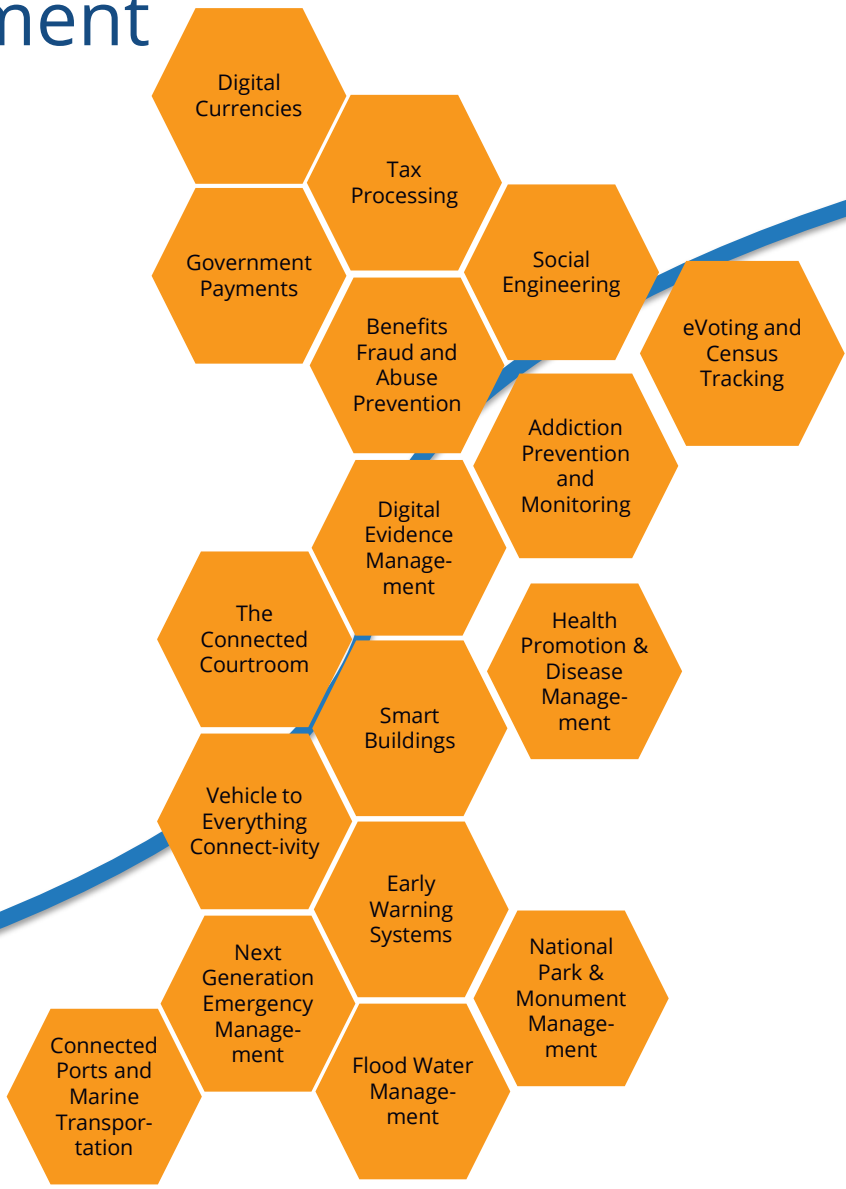 ment
Digital
Currencies
Tax
Processing
Government
Payments
Social
Engineering
Benefits
Fraud and
Abuse
Prevention
eVoting and
Census
Tracking
Addiction
Prevention
and
Monitoring
Digital
Evidence
Manage-
ment
The
Connected
Courtroom
Health
Promotion &
Disease
Manage-
ment
Smart
Buildings
Vehicle to
Everything
Connect-ivity
Early
Warning
Systems
Next
Generation
Emergency
Manage-
ment
National
Park &
Monument
Manage-
ment
Connected
Ports and
Marine
Transpor-
tation
Flood Water
Manage-
ment